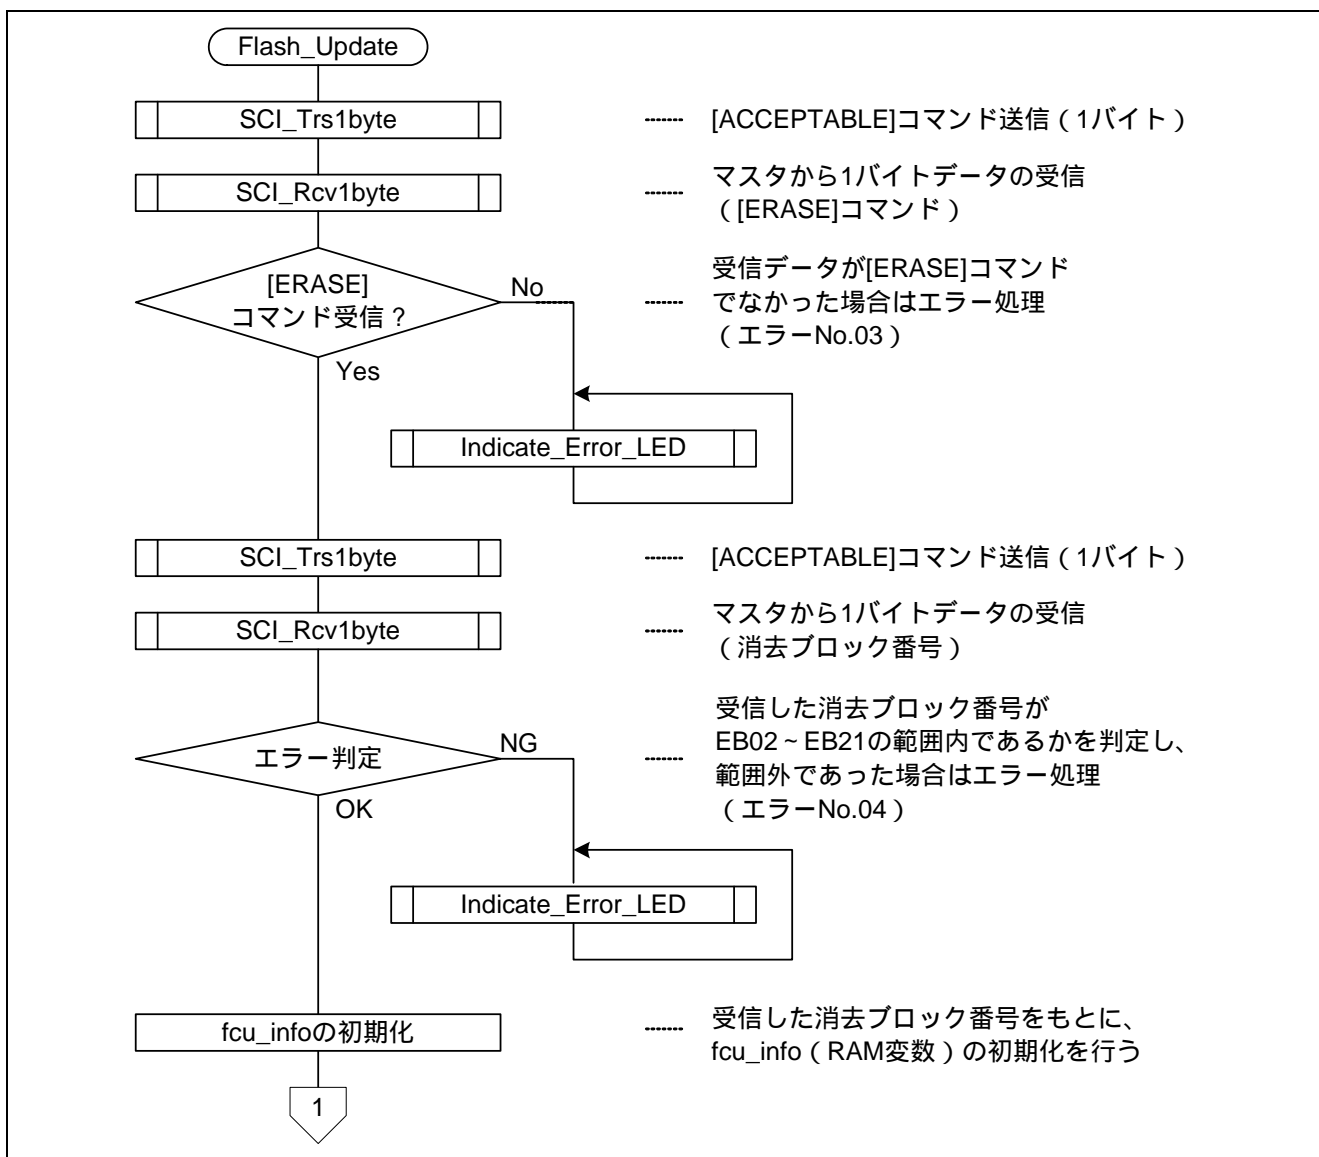 Flash_Update
SCI_Trs1byte
[ACCEPTABLE]コマンド送信（1バイト）
SCI_Rcv1byte
マスタから1バイトデータの受信
（[ERASE]コマンド）
[ERASE]
コマンド受信？
No
Yes
受信データが[ERASE]コマンド
でなかった場合はエラー処理
（エラーNo.03）
Indicate_Error_LED
SCI_Trs1byte
[ACCEPTABLE]コマンド送信（1バイト）
SCI_Rcv1byte
マスタから1バイトデータの受信
（消去ブロック番号）
エラー判定
NG
OK
受信した消去ブロック番号が
EB02～EB21の範囲内であるかを判定し、
範囲外であった場合はエラー処理
（エラーNo.04）
Indicate_Error_LED
fcu_infoの初期化
受信した消去ブロック番号をもとに、
fcu_info（RAM変数）の初期化を行う
1